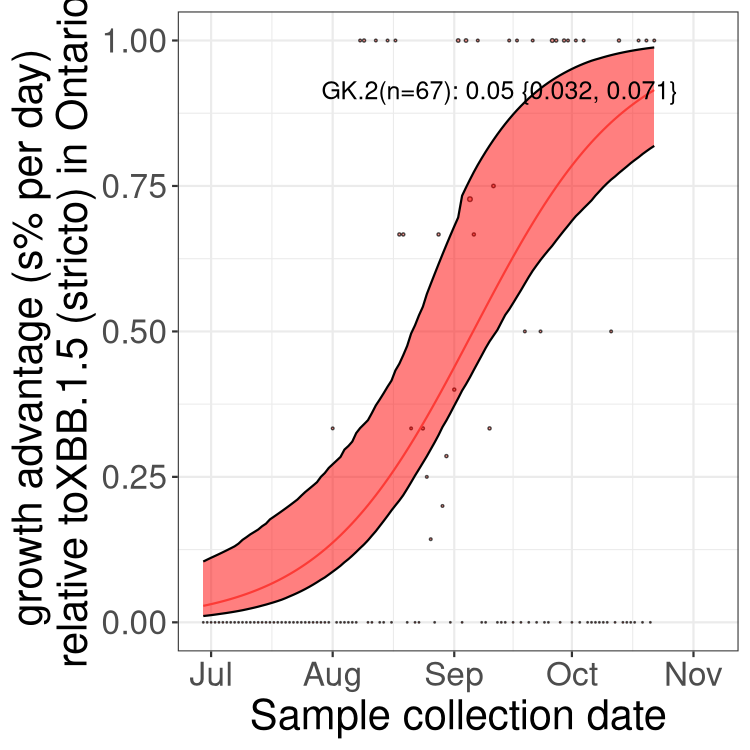 growth advantage (s% per day)
relative toXBB.1.5 (stricto) in Ontario
1.00
0.75
0.50
0.25
0.00
GK.2(n=67): 0.05 {0.032, 0.071}
Jul Aug Sep Oct Nov
Sample collection date